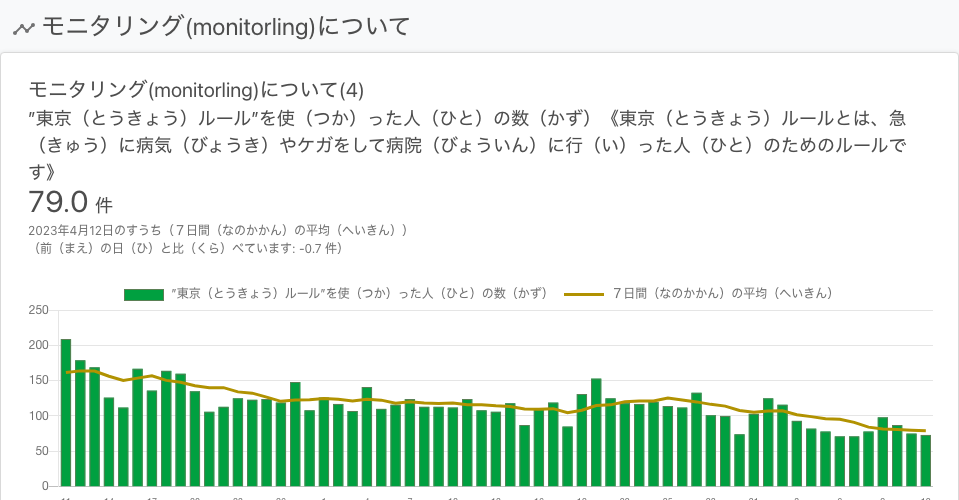 モニタリング(monitorling)について
モニタリング(monitorling)について(4)
”東京（とうきょう）ルール”を使（つか）った人（ひと）の数（かず）《東京（とうきょう）ルールとは、急
（きゅう）に病気（びょうき）やケガをして病院（びょういん）に行（い）った人（ひと）のためのルールで
す》
79.0 件
2023年4月12日のすうち（７日間（なのかかん）の平均（へいきん））
（前（まえ）の日（ひ）と比（くら）べています: -0.7 件）
”東京（とうきょう）ルール”を使（つか）った人（ひと）の数（かず） ７日間（なのかかん）の平均（へいきん）
250
200
150
100
50
0